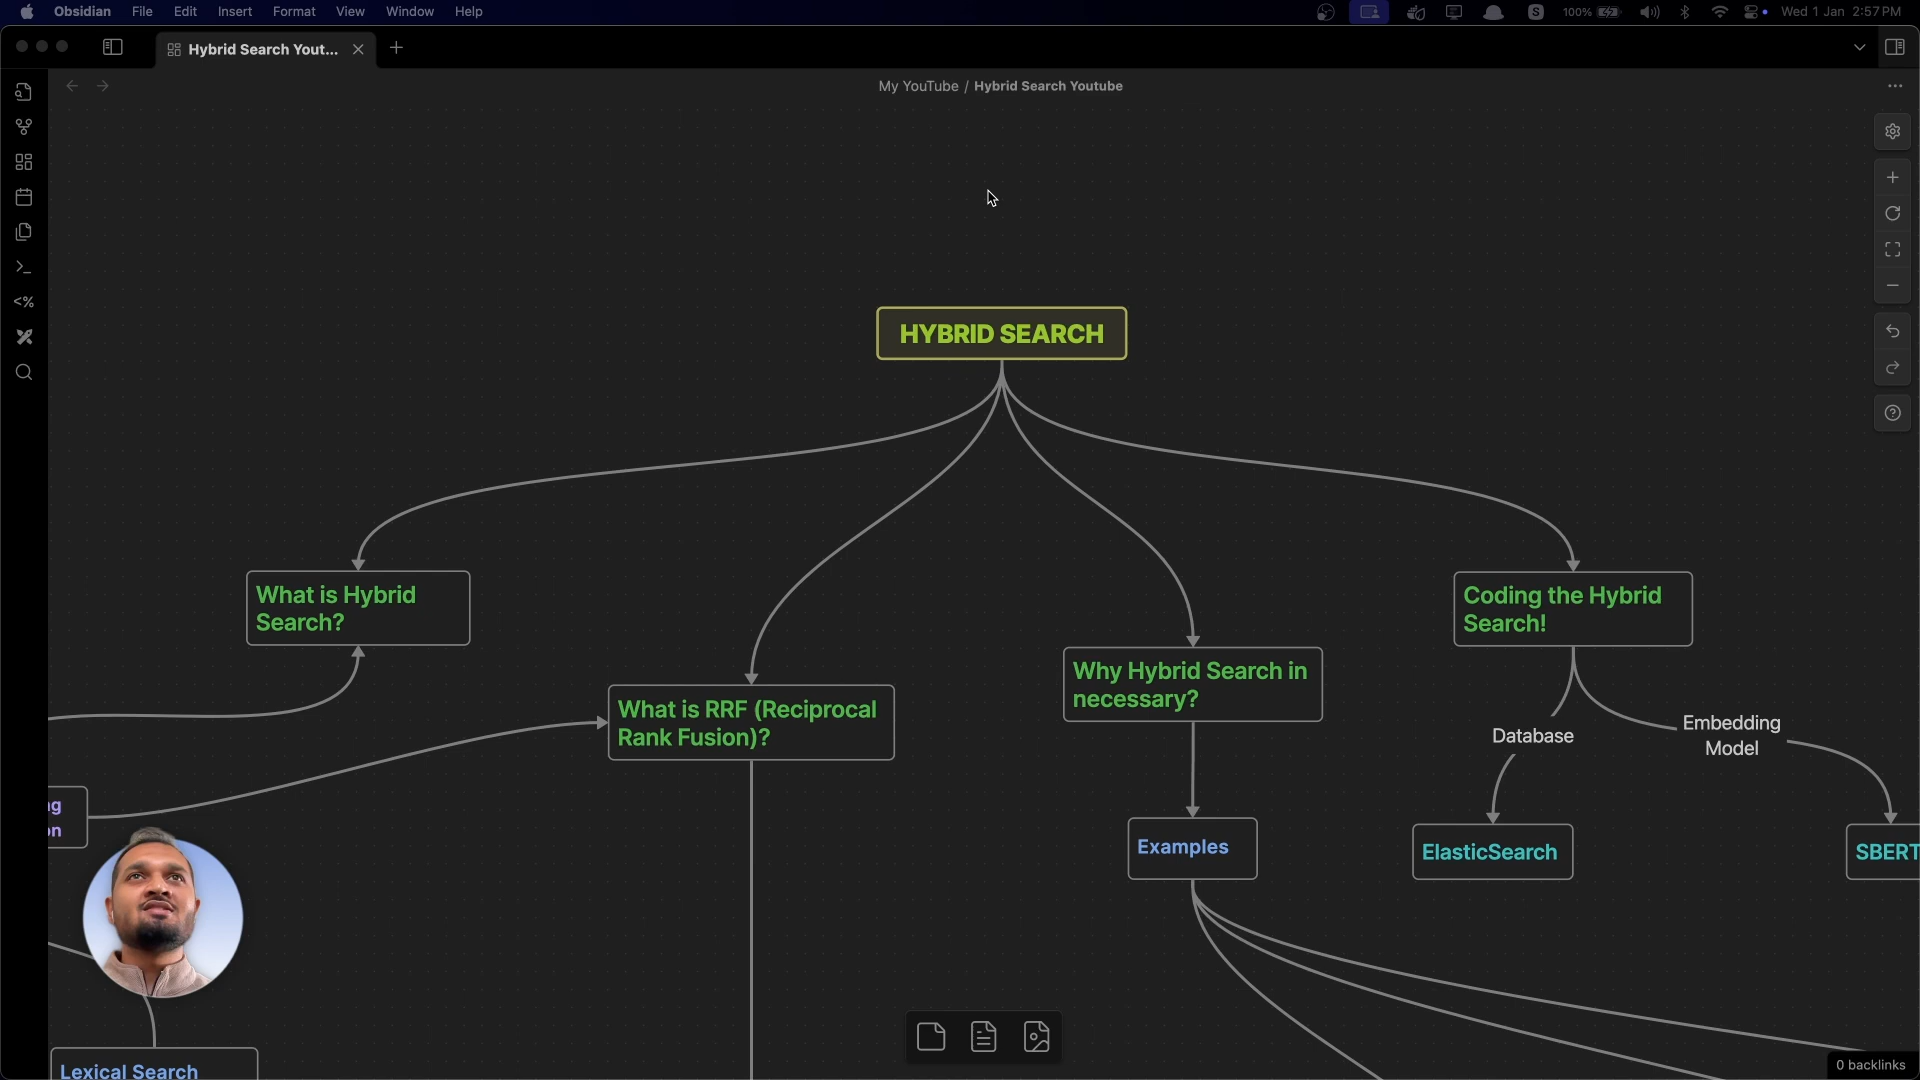 Obsidian File Edit Insert Format View Window Help
100% Wed 1 Jan 2:57 PM
Hybrid Search Yout...
My YouTube / Hybrid Search Youtube
HYBRID SEARCH
What is Hybrid
Search?
What is RRF (Reciprocal
Rank Fusion)?
Why Hybrid Search in
necessary?
Coding the Hybrid
Search!
Database
Embedding
Model
ng
on
Examples
ElasticSearch
SBERT
Lexical Search
0 backlinks